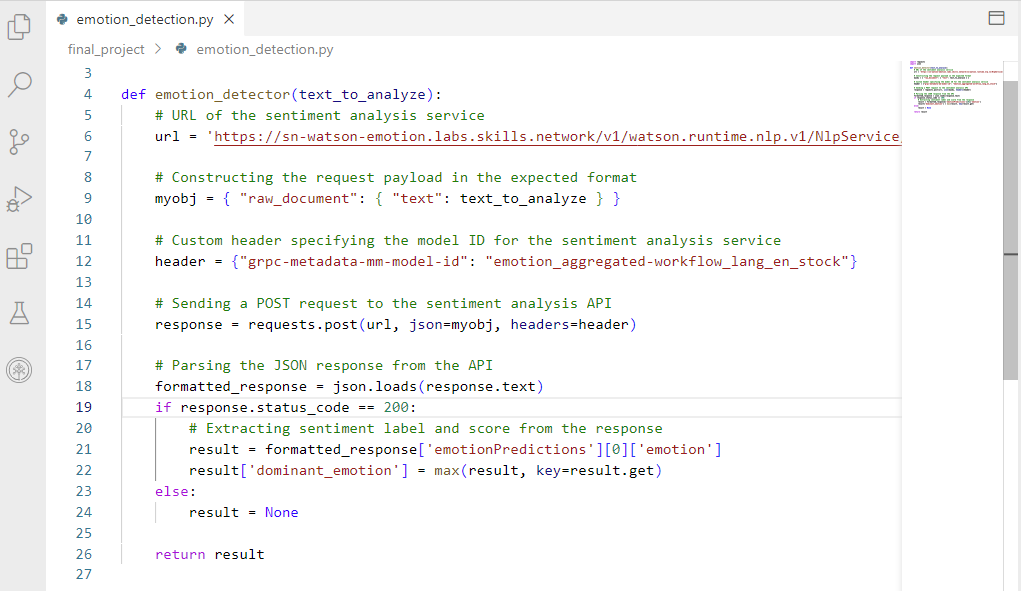 emotion_detection.py
final_project > emotion_detection.py
3
4 def emotion_detector(text_to_analyze):
5 # URL of the sentiment analysis service
6 url = 'https://sn-watson-emotion.labs.skills.network/v1/watson.runtime.nlp.v1/NlpService
7
8 # Constructing the request payload in the expected format
9 myobj = { "raw_document": { "text": text_to_analyze } }
10
11 # Custom header specifying the model ID for the sentiment analysis service
12 header = {"grpc-metadata-mm-model-id": "emotion_aggregated-workflow_lang_en_stock"}
13
14 # Sending a POST request to the sentiment analysis API
15 response = requests.post(url, json=myobj, headers=header)
16
17 # Parsing the JSON response from the API
18 formatted_response = json.loads(response.text)
19 if response.status_code == 200:
20 # Extracting sentiment label and score from the response
21 result = formatted_response['emotionPredictions'][0]['emotion']
22 result['dominant_emotion'] = max(result, key=result.get)
23 else:
24 result = None
25
26 return result
27